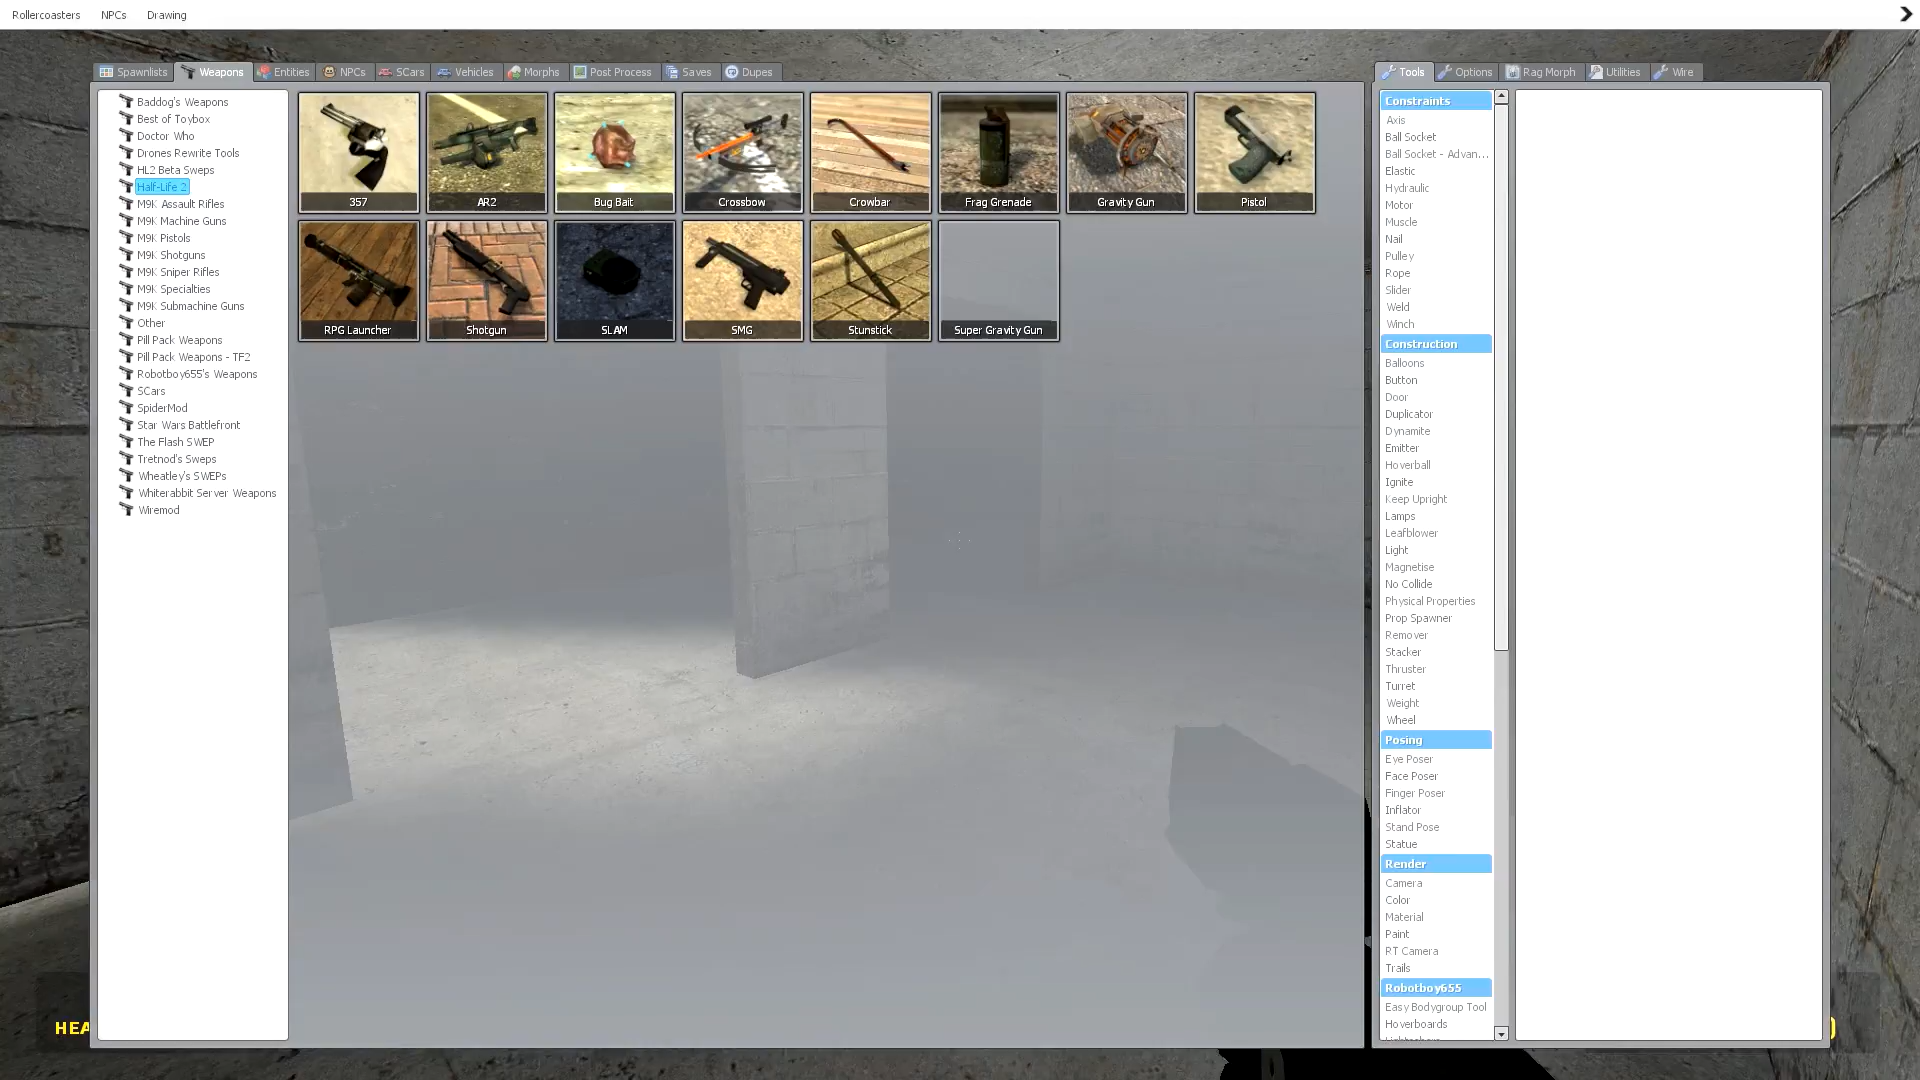 Rollercoasters NPCs Drawing
Spawnlists Weapons Entities NPCs SCars Vehicles Morphs Post Process Saves Dupes
Baddog's Weapons
Best of Toybox
Doctor Who
Drones Rewrite Tools
HL2 Beta Sweps
Half-Life 2
M9K Assault Rifles
M9K Machine Guns
M9K Pistols
M9K Shotguns
M9K Sniper Rifles
M9K Specialties
M9K Submachine Guns
Other
Pill Pack Weapons
Pill Pack Weapons - TF2
Robotboy655's Weapons
SCars
SpiderMod
Star Wars Battlefront
The Flash SWEP
Tretnod's Sweps
Wheatley's SWEPs
Whiterabbit Server Weapons
Wiremod
357 AR2 Bug Bait Crossbow Crowbar Frag Grenade Gravity Gun Pistol
RPG Launcher Shotgun SLAM SMG Stunstick Super Gravity Gun
Tools Options Rag Morph Utilities Wire
Constraints
Axis
Ball Socket
Ball Socket - Advan...
Elastic
Hydraulic
Motor
Muscle
Nail
Pulley
Rope
Slider
Weld
Winch
Construction
Balloons
Button
Door
Duplicator
Dynamite
Emitter
Hoverball
Ignite
Keep Upright
Lamps
Leafblower
Light
Magnetise
No Collide
Physical Properties
Prop Spawner
Remover
Stacker
Thruster
Turret
Weight
Wheel
Posing
Eye Poser
Face Poser
Finger Poser
Inflator
Stand Pose
Statue
Render
Camera
Color
Material
Paint
RT Camera
Trails
Robotboy655
Easy Bodygroup Tool
Hoverboards
HEA